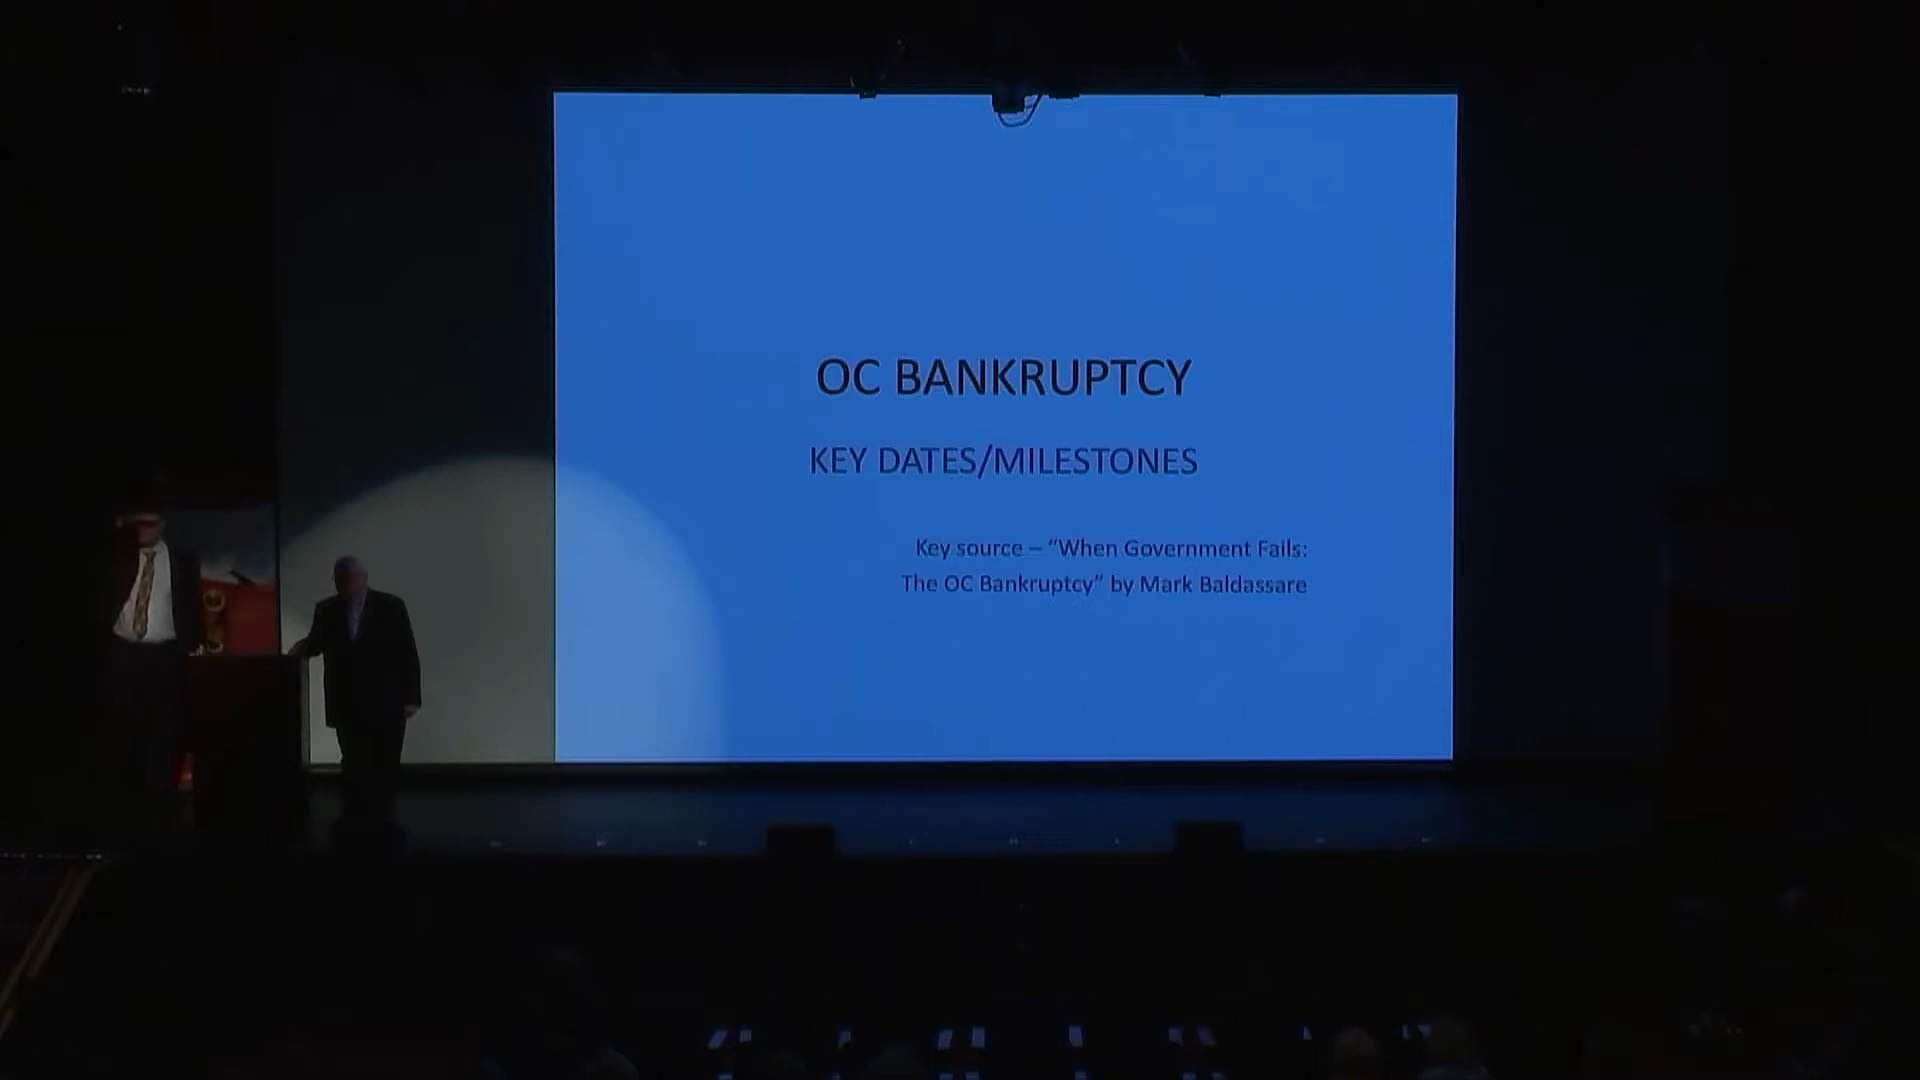 OC BANKRUPTCY
KEY DATES/MILESTONES
Key source – “When Government Fails:
The OC Bankruptcy” by Mark Baldassare